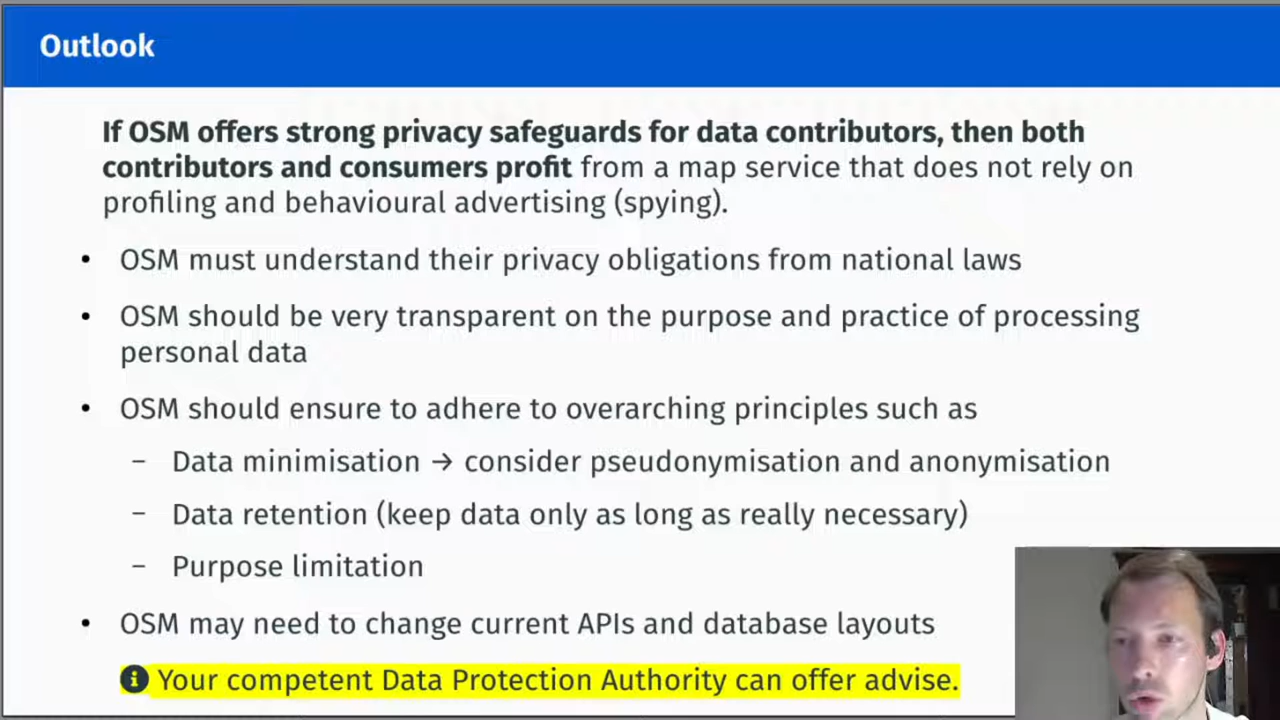 Outlook
If OSM offers strong privacy safeguards for data contributors, then both
contributors and consumers profit from a map service that does not rely on
profiling and behavioural advertising (spying).
• OSM must understand their privacy obligations from national laws
• OSM should be very transparent on the purpose and practice of processing
personal data
• OSM should ensure to adhere to overarching principles such as
– Data minimisation → consider pseudonymisation and anonymisation
– Data retention (keep data only as long as really necessary)
– Purpose limitation
• OSM may need to change current APIs and database layouts
i Your competent Data Protection Authority can offer advise.